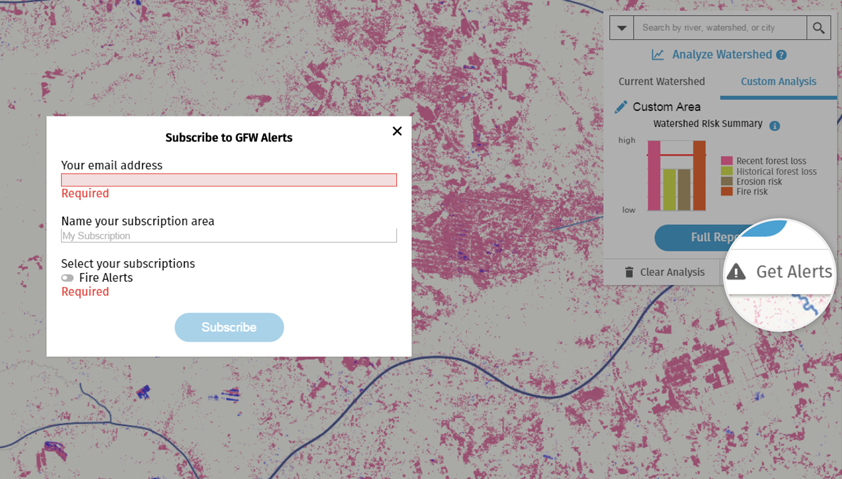 Search by river, watershed, or city
Analyze Watershed ?
Current Watershed
Custom Analysis
Custom Area
Watershed Risk Summary i
high
low
Recent forest loss
Historical forest loss
Erosion risk
Fire risk
Full Repo
Clear Analysis
Get Alerts
Subscribe to GFW Alerts
Your email address
Required
Name your subscription area
My Subscription
Select your subscriptions
Fire Alerts
Required
Subscribe